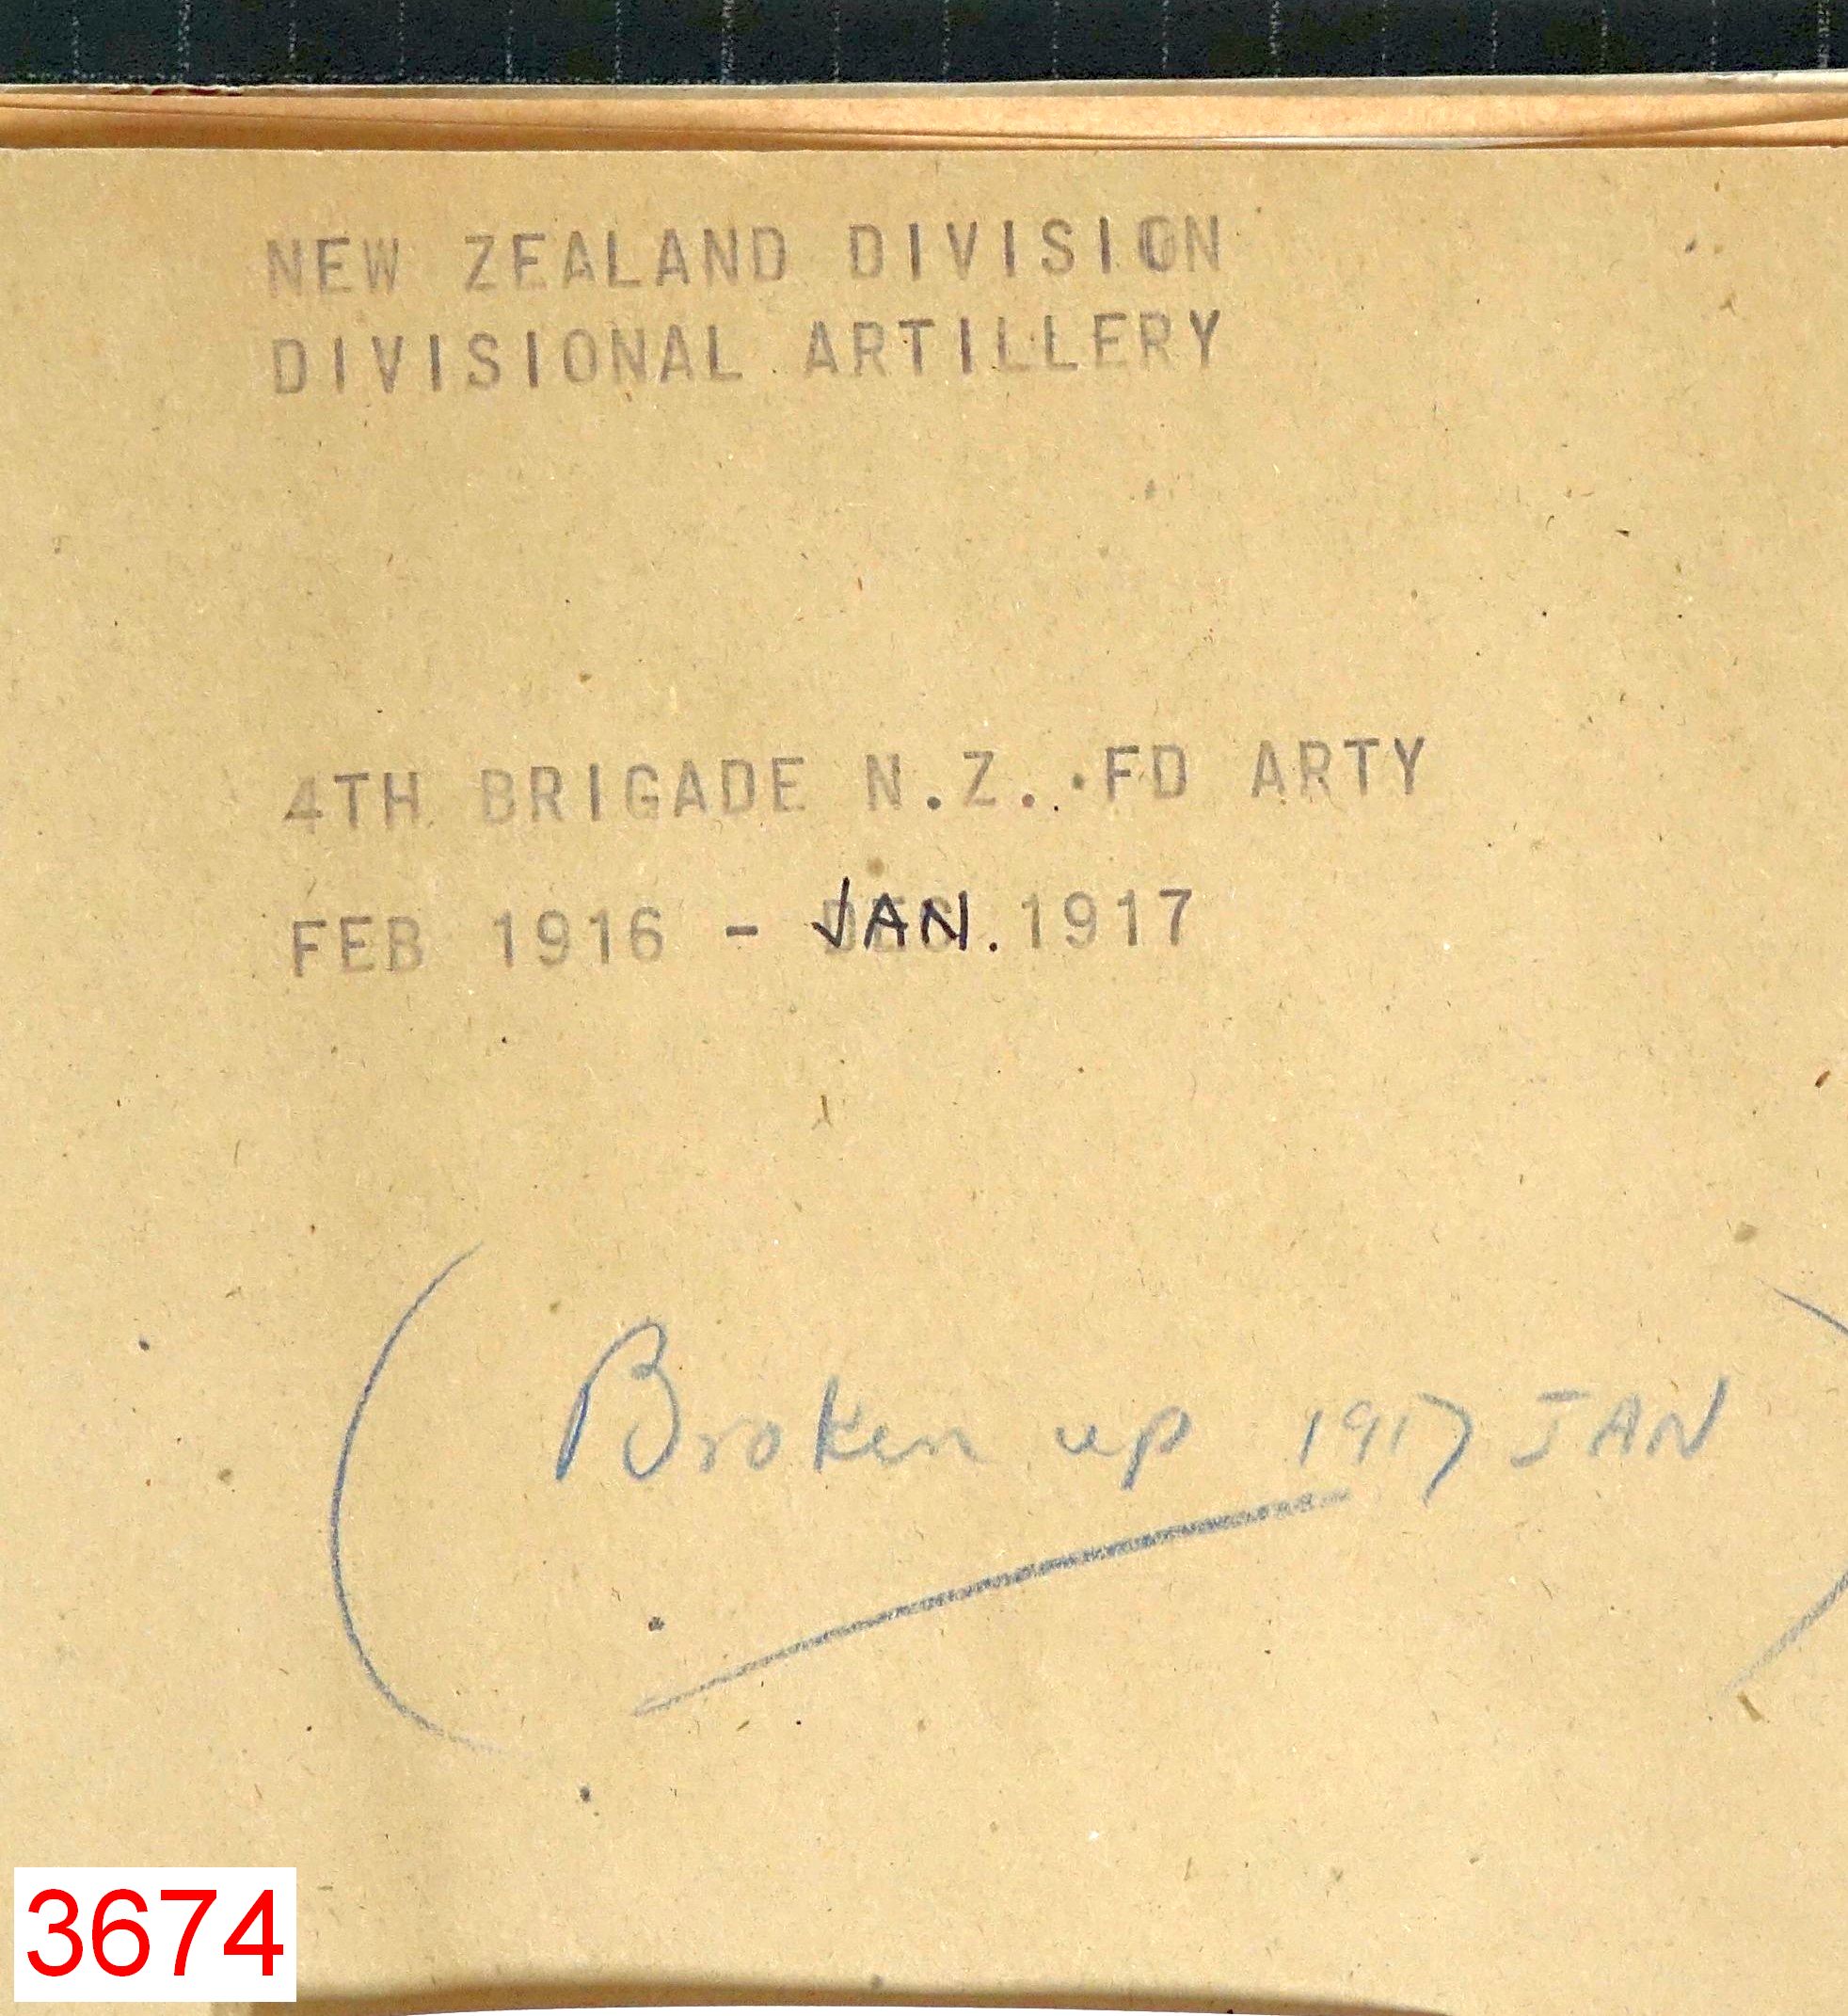 NEW ZEALAND DIVISION
DIVISIONAL ARTILLERY
4TH BRIGADE N.Z. FD ARTY
FEB 1916 - JAN. 1917
(Broken up 1917 JAN)
3674